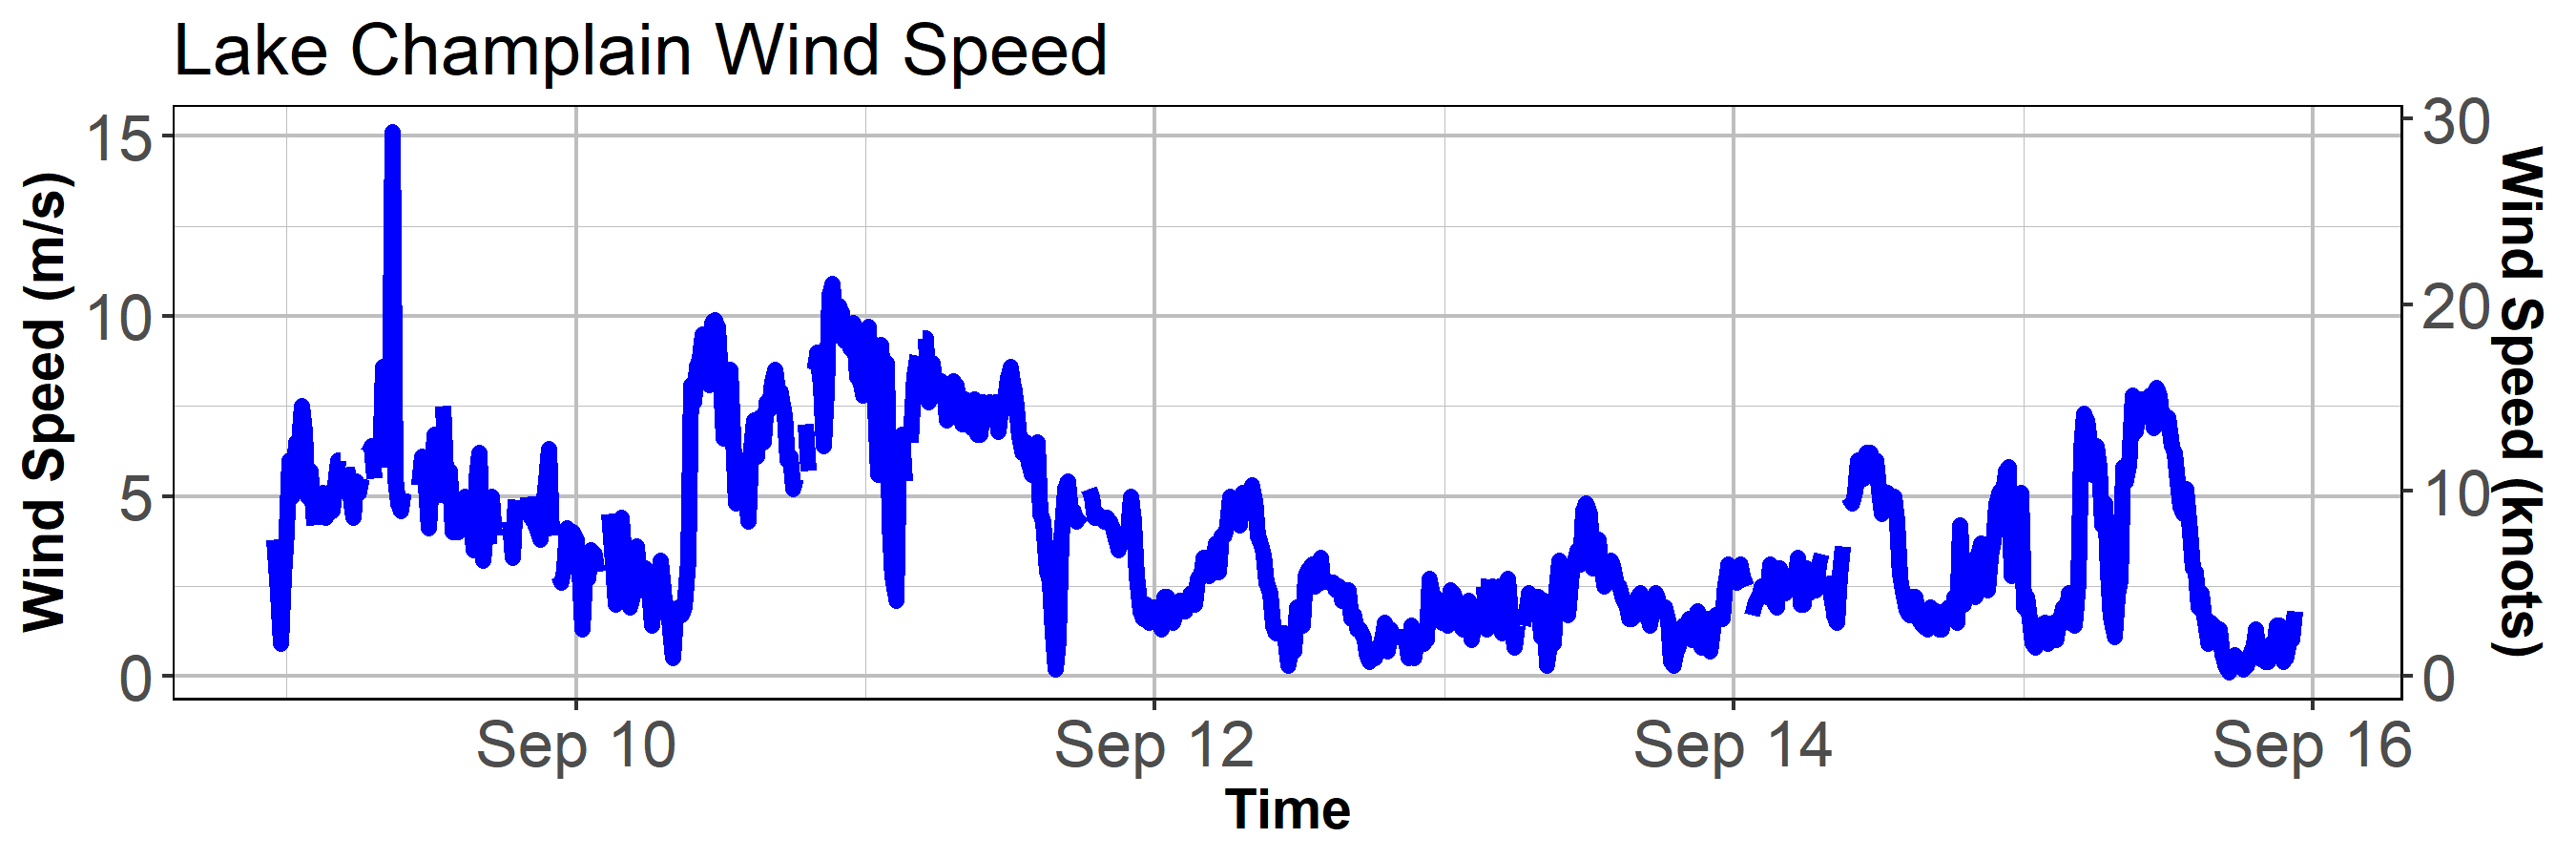 Lake Champlain Wind Speed
15
10
5
0
Wind Speed (m/s)
30
20
10
0
Wind Speed (knots)
Sep 10
Sep 12
Sep 14
Sep 16
Time